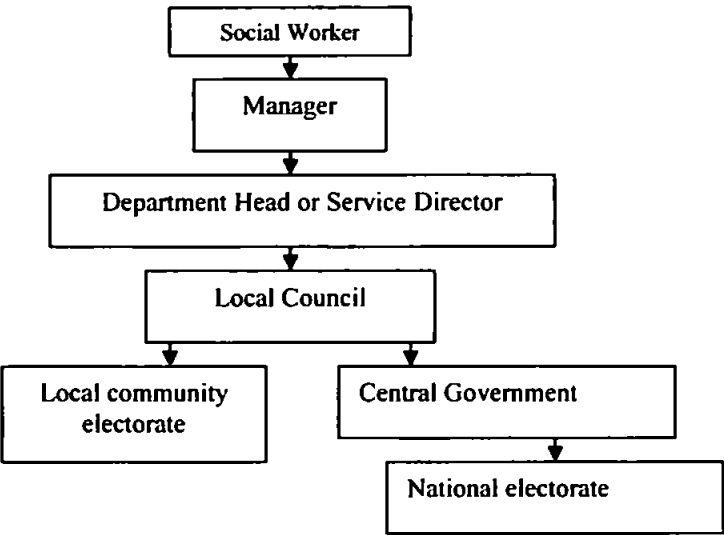 Social Worker
Manager
Department Head or Service Director
Local Council
Local community
electorate
Central Government
National electorate